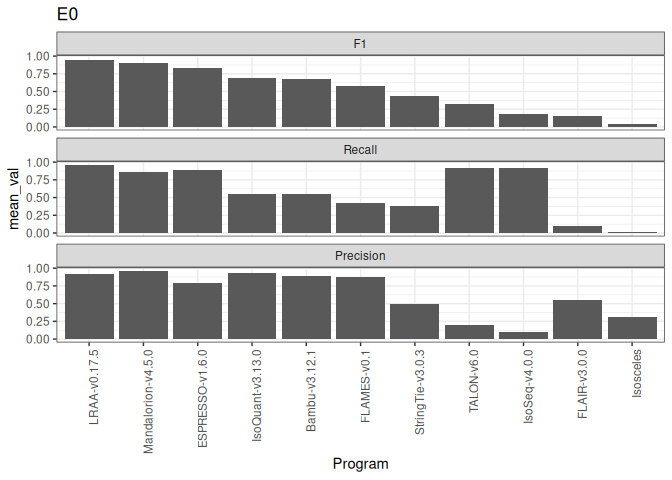 E0
F1
1.00
0.75
0.50
0.25
0.00
Recall
1.00
0.75
0.50
0.25
0.00
Precision
1.00
0.75
0.50
0.25
0.00
mean_val
LRAA-v0.17.5
Mandalorion-v4.5.0
ESPRESSO-v1.6.0
IsoQuant-v3.13.0
Bambu-v3.12.1
FLAMES-v0.1
StringTie-v3.0.3
TALON-v6.0
IsoSeq-v4.0.0
FLAIR-v3.0.0
Isosceles
Program